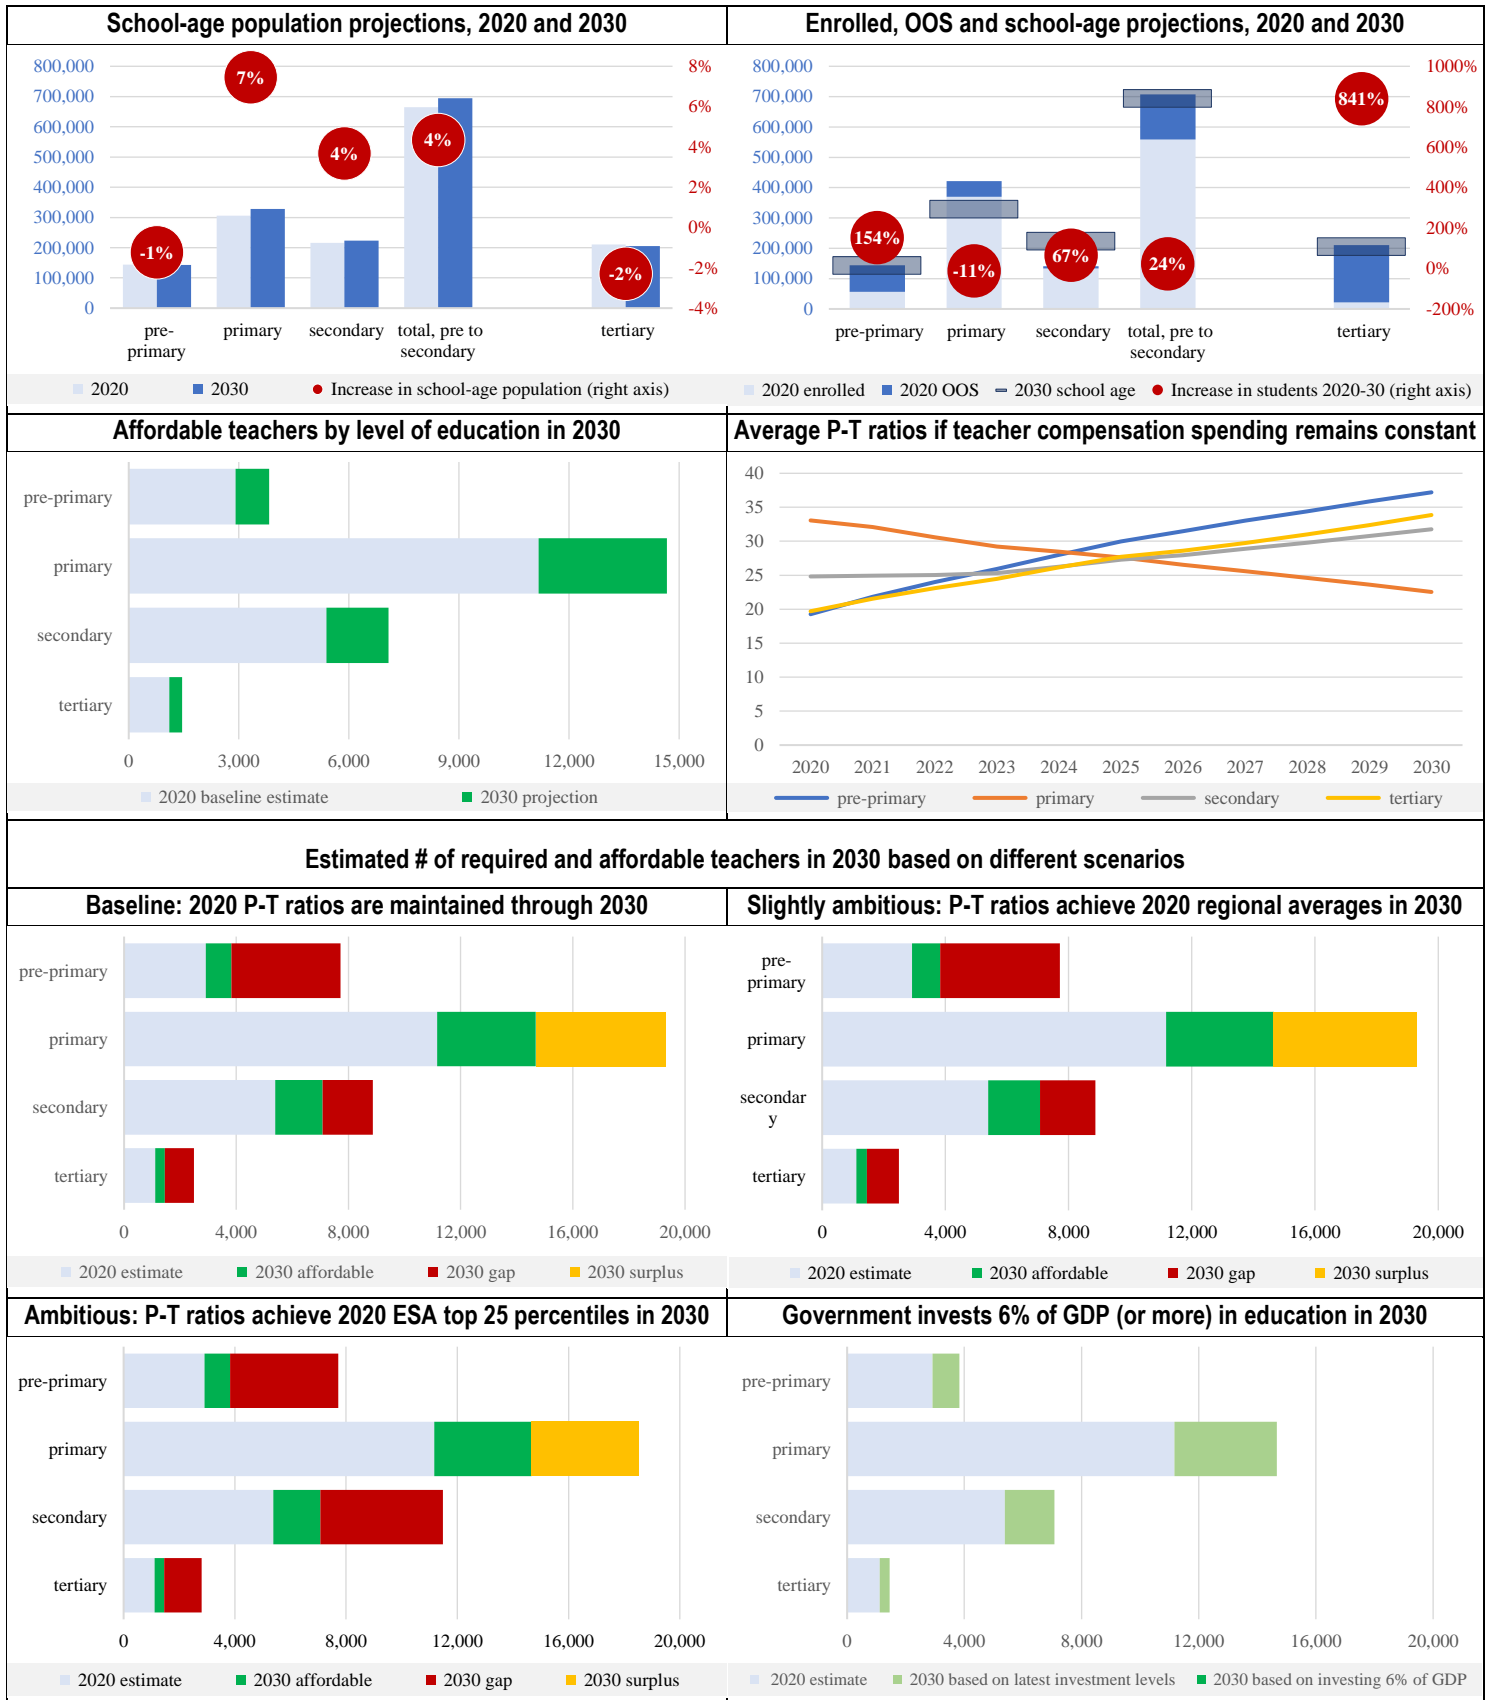 School-age population projections, 2020 and 2030
800,000
700,000
600,000
500,000
400,000
300,000
200,000
100,000
0
8%
6%
4%
2%
0%
-2%
-4%
-1%
7%
4%
4%
-2%
pre-
primary
primary
secondary
total, pre to
secondary
tertiary
2020
2030
Increase in school-age population (right axis)
Enrolled, OOS and school-age projections, 2020 and 2030
800,000
700,000
600,000
500,000
400,000
300,000
200,000
100,000
0
1000%
800%
600%
400%
200%
0%
-200%
154%
-11%
67%
24%
841%
pre-primary
primary
secondary
total, pre to
secondary
tertiary
2020 enrolled
2020 OOS
2030 school age
Increase in students 2020-30 (right axis)
Affordable teachers by level of education in 2030
pre-primary
primary
secondary
tertiary
0
3,000
6,000
9,000
12,000
15,000
2020 baseline estimate
2030 projection
Average P-T ratios if teacher compensation spending remains constant
40
35
30
25
20
15
10
5
0
2020
2021
2022
2023
2024
2025
2026
2027
2028
2029
2030
pre-primary
primary
secondary
tertiary
Estimated # of required and affordable teachers in 2030 based on different scenarios
Baseline: 2020 P-T ratios are maintained through 2030
pre-primary
primary
secondary
tertiary
0
4,000
8,000
12,000
16,000
20,000
2020 estimate
2030 affordable
2030 gap
2030 surplus
Slightly ambitious: P-T ratios achieve 2020 regional averages in 2030
pre-
primary
primary
secondar
y
tertiary
0
4,000
8,000
12,000
16,000
20,000
2020 estimate
2030 affordable
2030 gap
2030 surplus
Ambitious: P-T ratios achieve 2020 ESA top 25 percentiles in 2030
pre-primary
primary
secondary
tertiary
0
4,000
8,000
12,000
16,000
20,000
2020 estimate
2030 affordable
2030 gap
2030 surplus
Government invests 6% of GDP (or more) in education in 2030
pre-primary
primary
secondary
tertiary
0
4,000
8,000
12,000
16,000
20,000
2020 estimate
2030 based on latest investment levels
2030 based on investing 6% of GDP